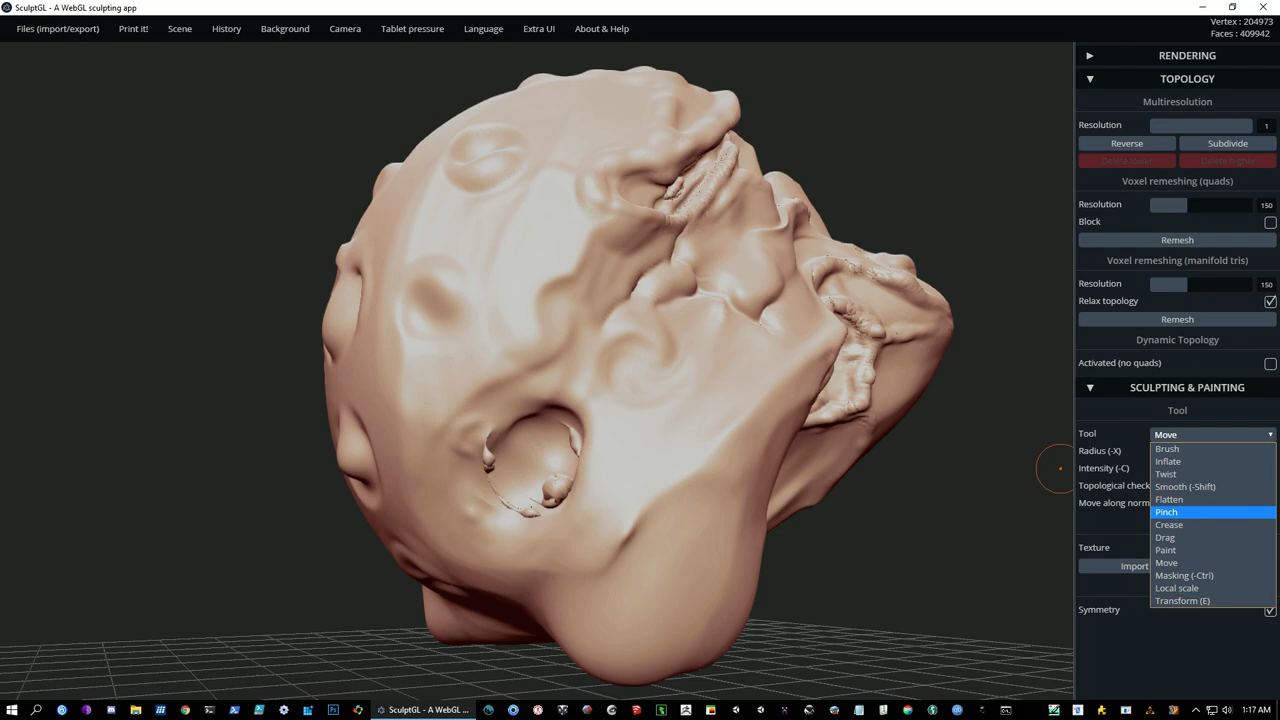 SculptGL - A WebGL sculpting app
Files (import/export) Print it! Scene History Background Camera Tablet pressure Language Extra UI About & Help
Vertex : 204973
Faces : 409942
RENDERING
TOPOLOGY
Multiresolution
Resolution 1
Reverse Subdivide
Delete lower Delete higher
Voxel remeshing (quads)
Resolution 150
Block
Remesh
Voxel remeshing (manifold tris)
Resolution 150
Relax topology
Remesh
Dynamic Topology
Activated (no quads)
SCULPTING & PAINTING
Tool
Tool Move
Radius (-X)
Intensity (-C)
Topological check
Move along norm
Texture
Import
Symmetry
Brush
Inflate
Twist
Smooth (-Shift)
Flatten
Pinch
Crease
Drag
Paint
Move
Masking (-Ctrl)
Local scale
Transform (E)
SculptGL - A WebGL ...
1:17 AM